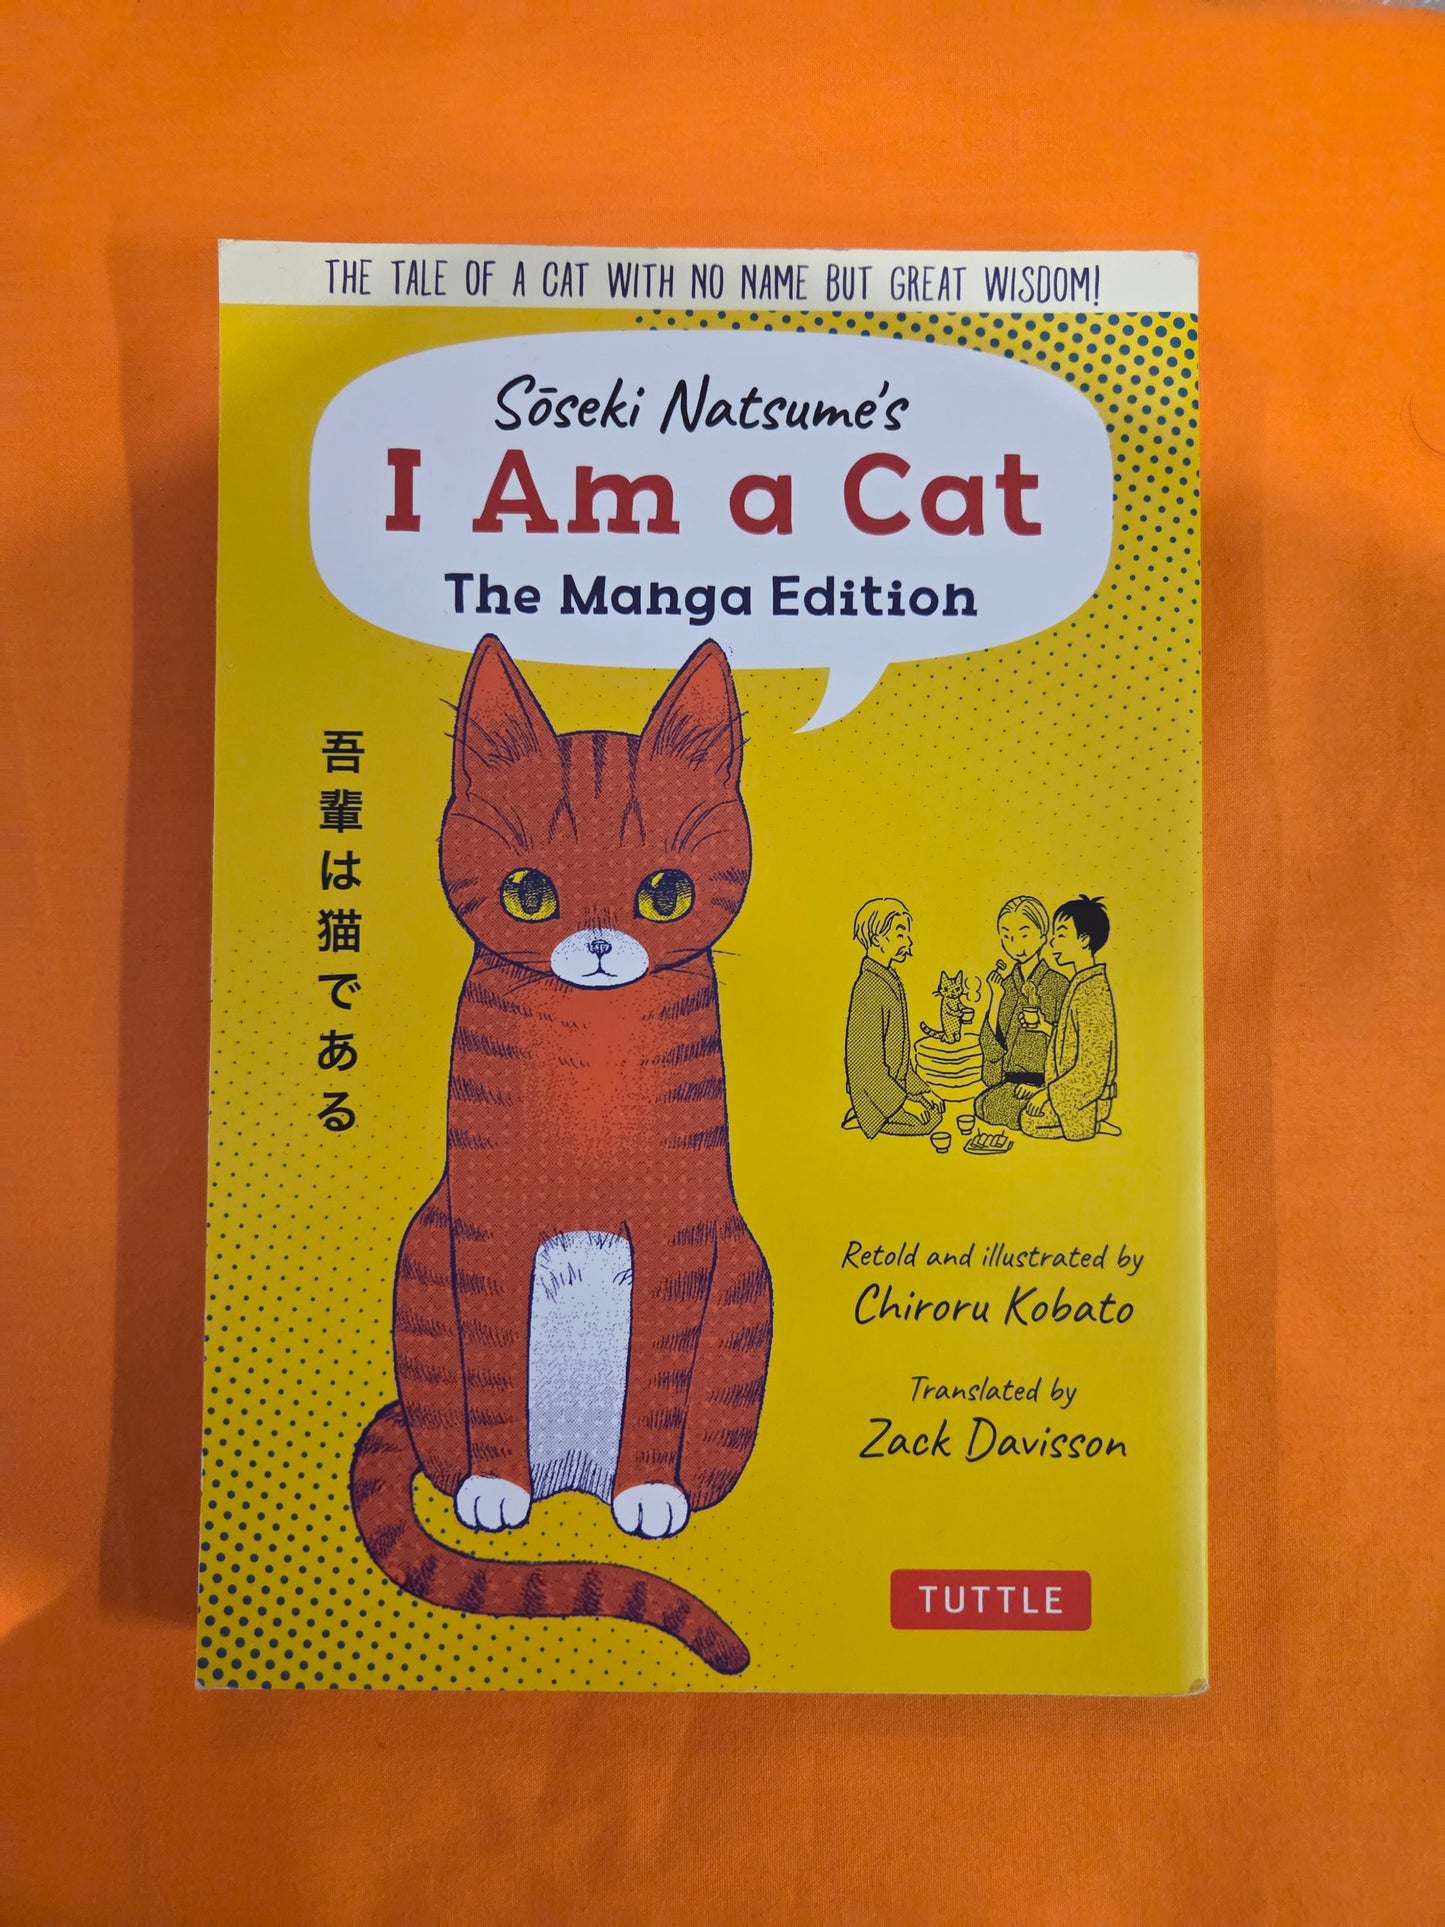 THE TALE OF A CAT WITH NO NAME BUT GREAT WISDOM!
Sōseki Natsume's
I Am a Cat
The Manga Edition
吾輩は猫である
Retold and illustrated by
Chiroru Kobato
Translated by
Zack Davisson
TUTTLE